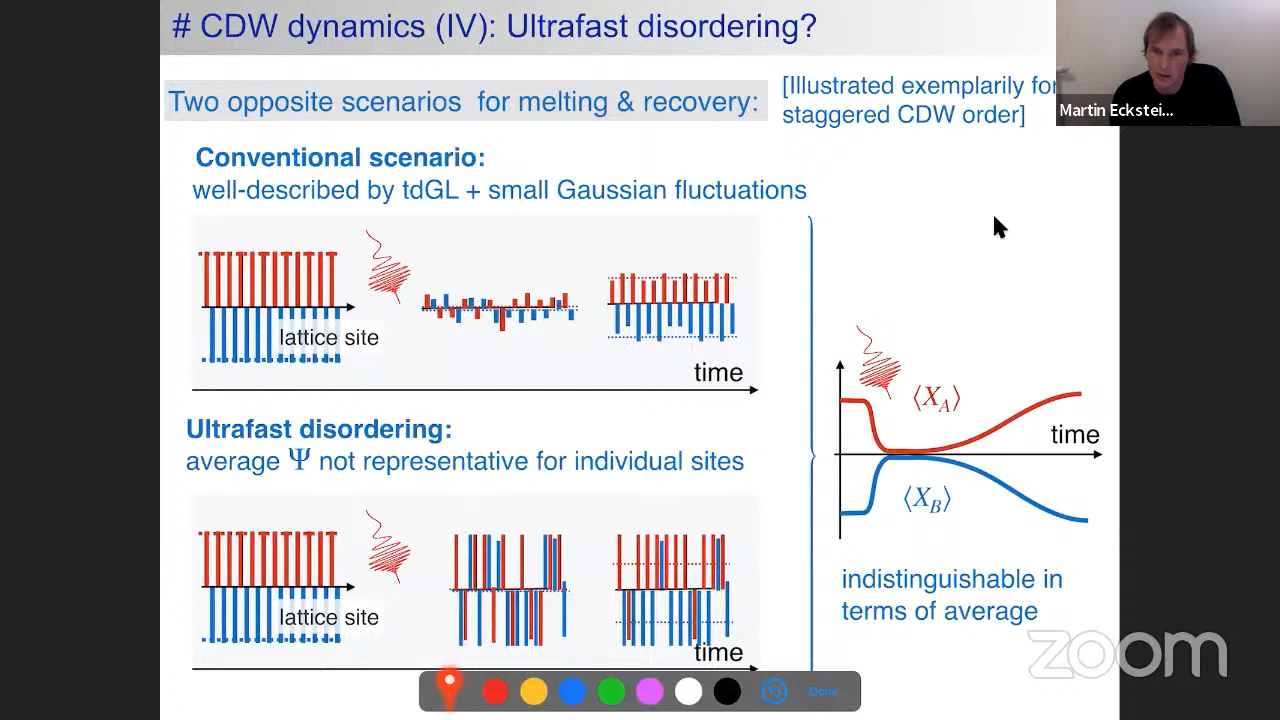 # CDW dynamics (IV): Ultrafast disordering?
Two opposite scenarios for melting & recovery:
[Illustrated exemplarily for
staggered CDW order]
Martin Eckstei...
Conventional scenario:
well-described by tdGL + small Gaussian fluctuations
lattice site
time
Ultrafast disordering:
average Ψ not representative for individual sites
lattice site
time
⟨X_A⟩
time
⟨X_B⟩
indistinguishable in
terms of average
zoom
Done